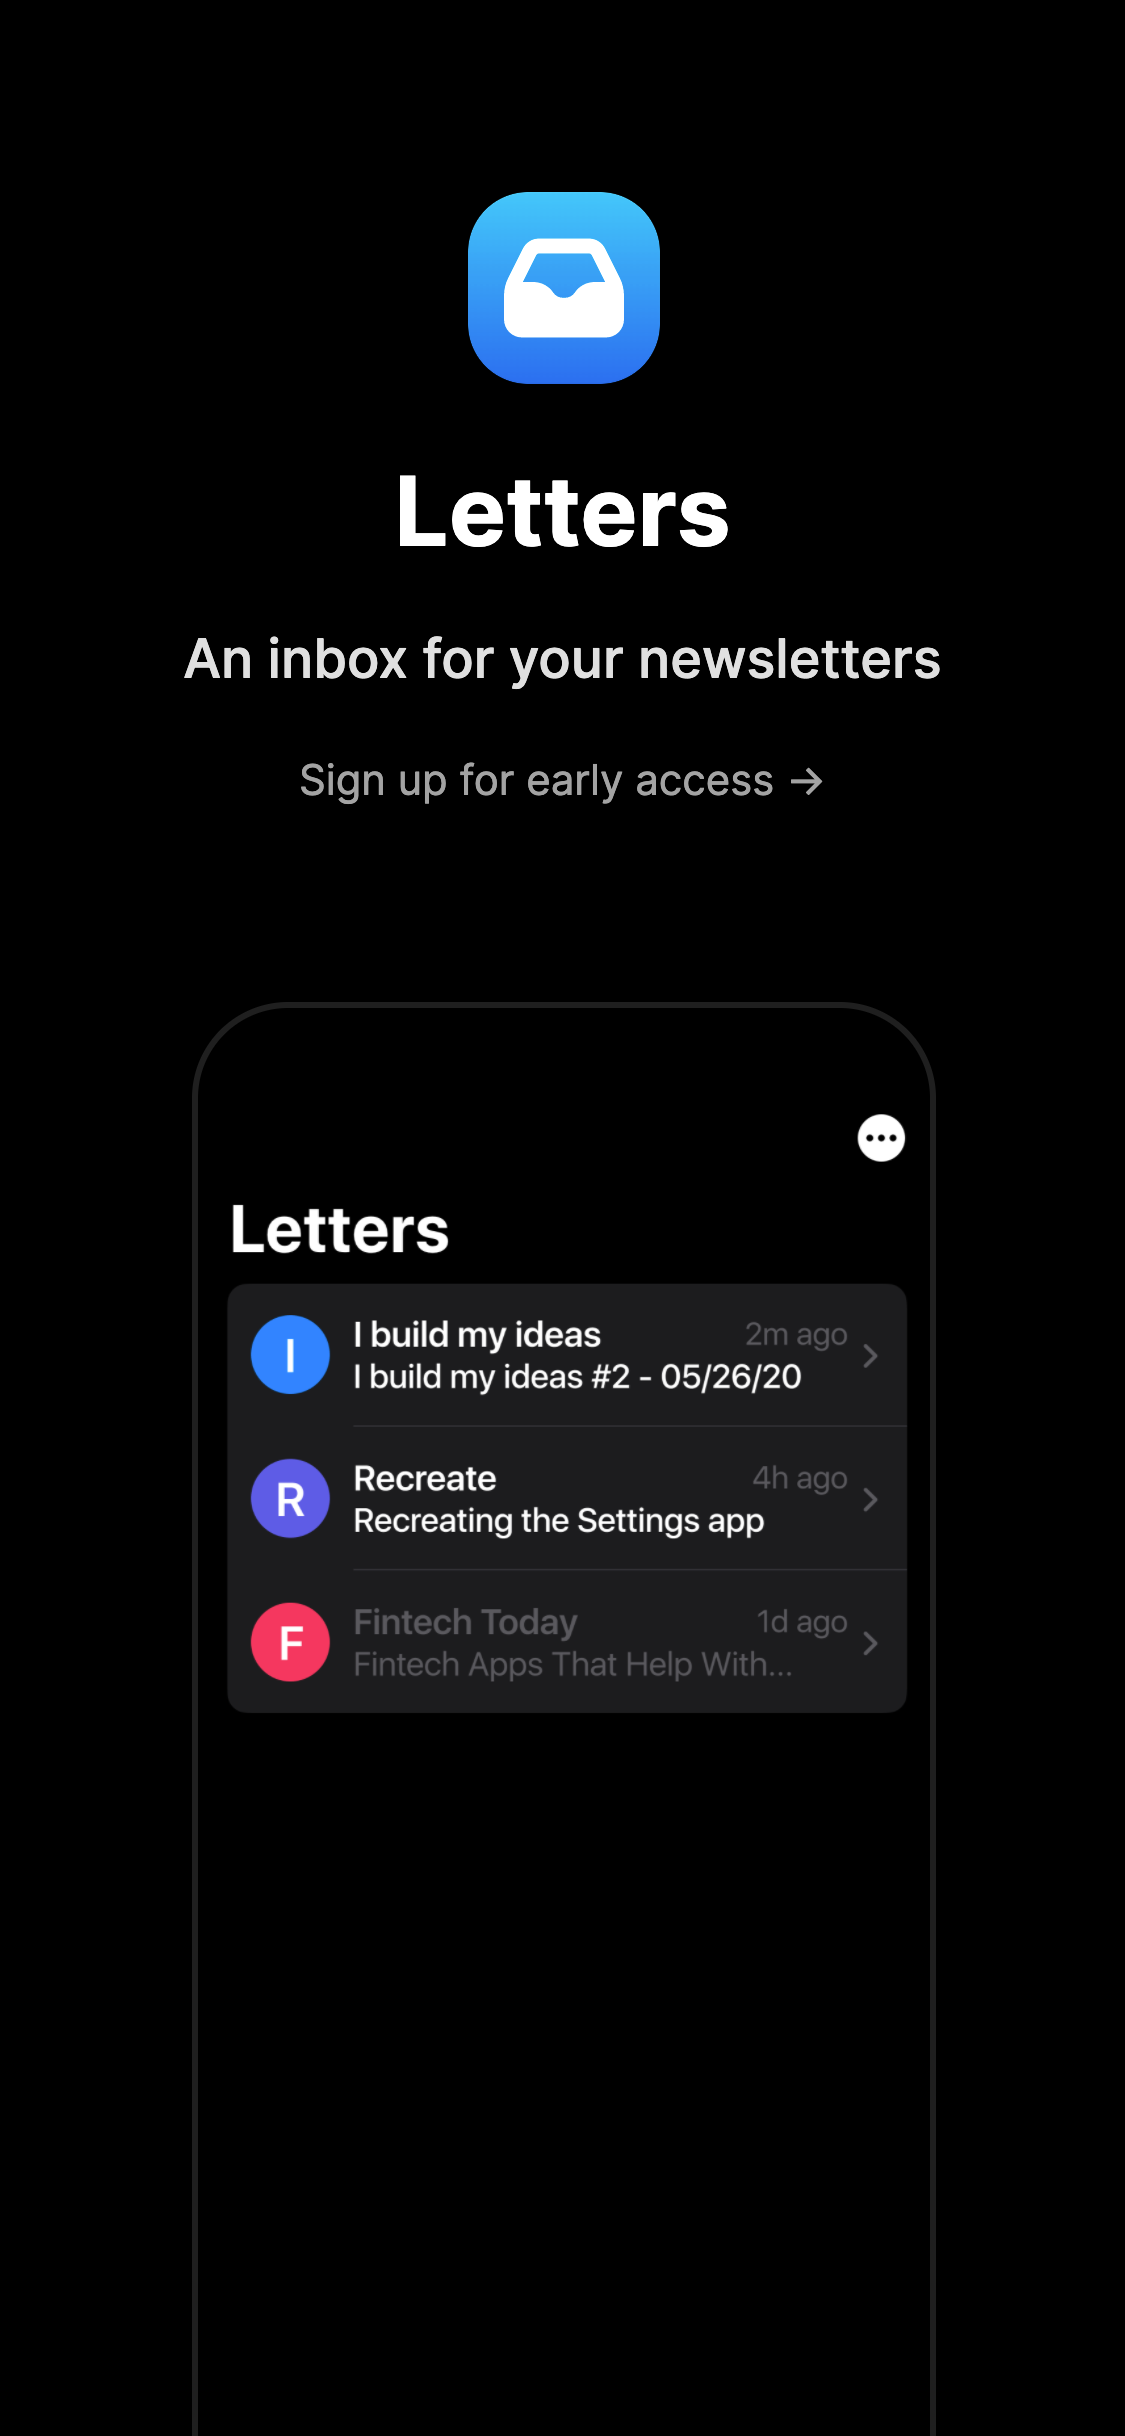 Letters
An inbox for your newsletters
Sign up for early access →
Letters
I build my ideas 2m ago
I build my ideas #2 - 05/26/20
I
Recreate 4h ago
Recreating the Settings app
R
Fintech Today 1d ago
Fintech Apps That Help With...
F